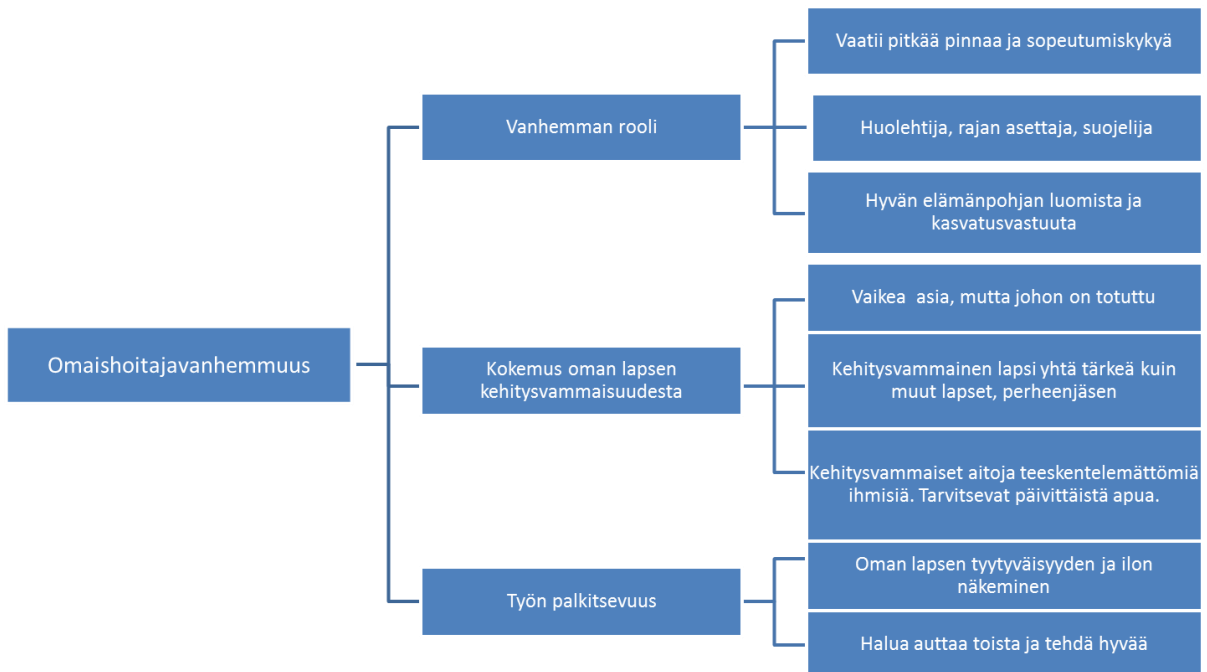 Omaishoitajavanhemmuus
Vanhemman rooli
Vaatii pitkää pinnaa ja sopeutumiskykyä
Huolehtija, rajan asettaja, suojelija
Hyvän elämänpohjan luomista ja
kasvatusvastuuta
Kokemus oman lapsen
kehitysvammaisuudesta
Vaikea  asia, mutta johon on totuttu
Kehitysvammainen lapsi yhtä tärkeä kuin
muut lapset, perheenjäsen
Kehitysvammaiset aitoja teeskentelemättömiä
ihmisiä. Tarvitsevat päivittäistä apua.
Työn palkitsevuus
Oman lapsen tyytyväisyyden ja ilon
näkeminen
Halua auttaa toista ja tehdä hyvää